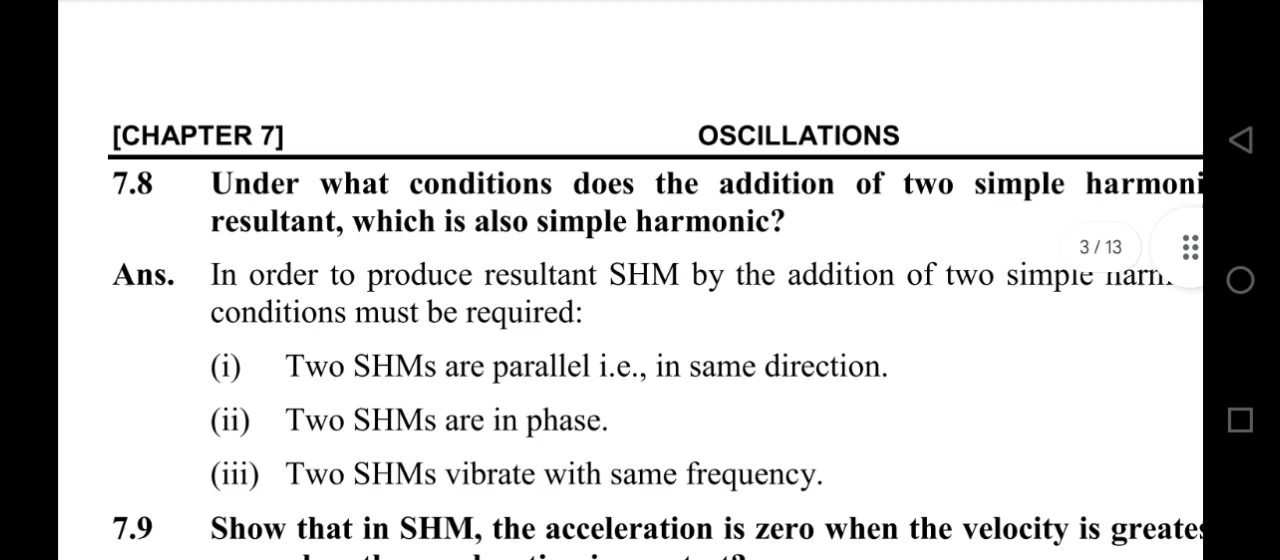 [CHAPTER 7] OSCILLATIONS
7.8 Under what conditions does the addition of two simple
resultant, which is also simple harmonic?
3 / 13
Ans. In order to produce resultant SHM by the addition of two simple
conditions must be required:
(i) Two SHMs are parallel i.e., in same direction.
(ii) Two SHMs are in phase.
(iii) Two SHMs vibrate with same frequency.
7.9 Show that in SHM, the acceleration is zero when the velocity is